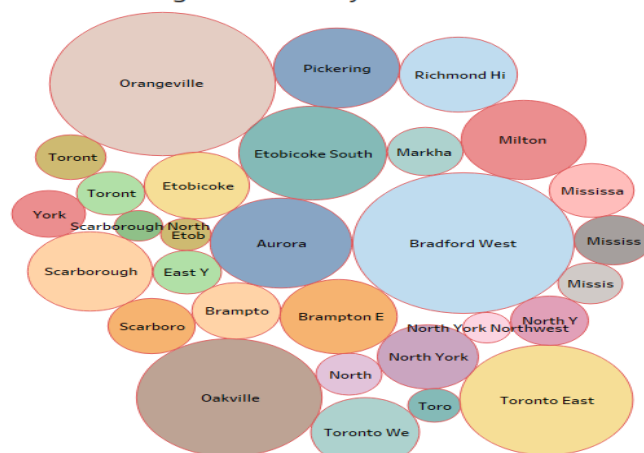 Orangeville
Pickering
Richmond Hi
Toront
Etobicoke South
Markha
Milton
Toront
Etobicoke
Mississa
York
Scarborough North
Etob
Aurora
Bradford West
Mississ
Scarborough
East Y
Missis
Scarboro
Brampto
Brampton E
North York Northwest
North Y
North York
North
Oakville
Toro
Toronto East
Toronto We